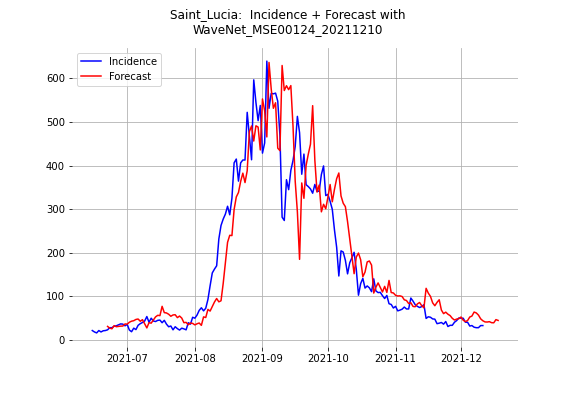 Saint_Lucia:  Incidence + Forecast with
WaveNet_MSE00124_20211210
Incidence
Forecast
600
500
400
300
200
100
0
2021-07 2021-08 2021-09 2021-10 2021-11 2021-12